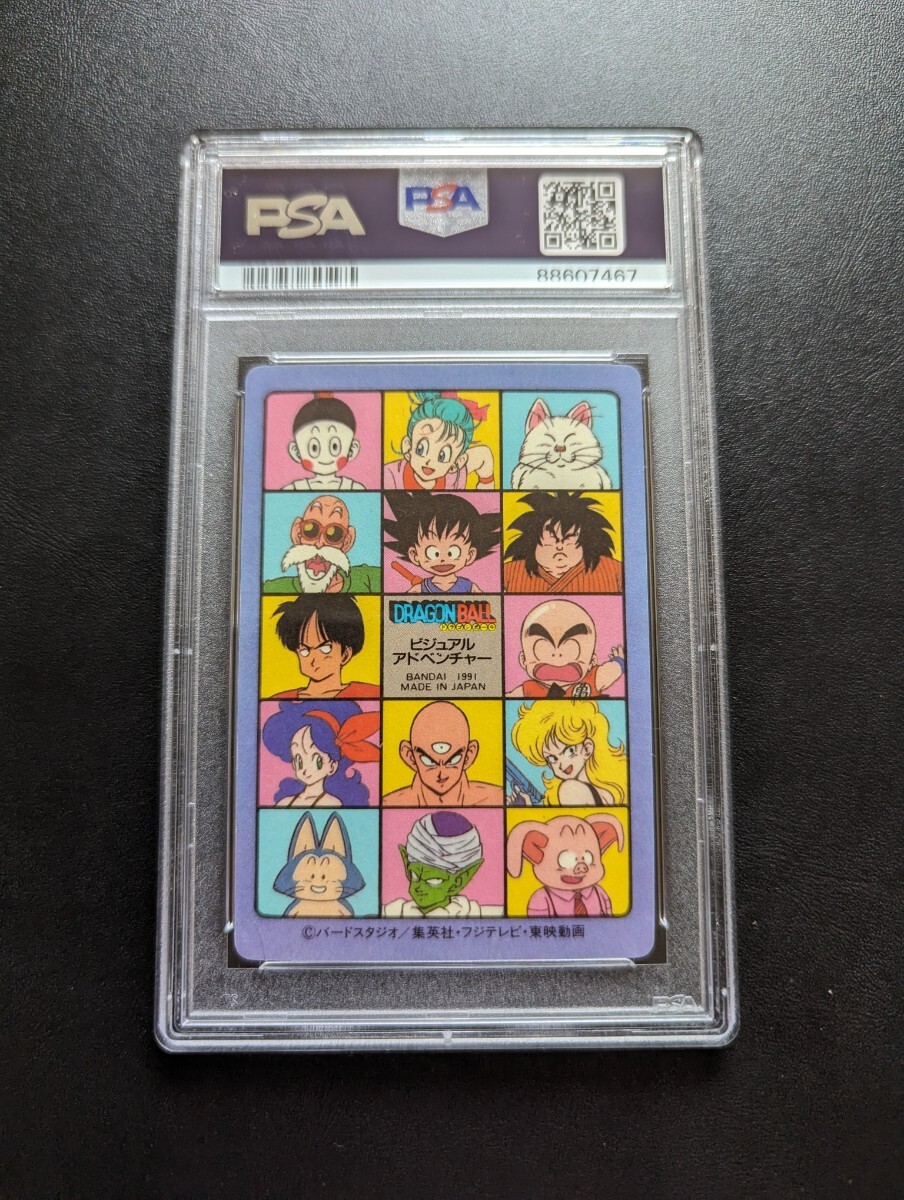 PSA
PSA
88607467
DRAGON BALL
ビジュアル
アドベンチャー
BANDAI 1991
MADE IN JAPAN
©バードスタジオ/集英社・フジテレビ・東映動画
PSA